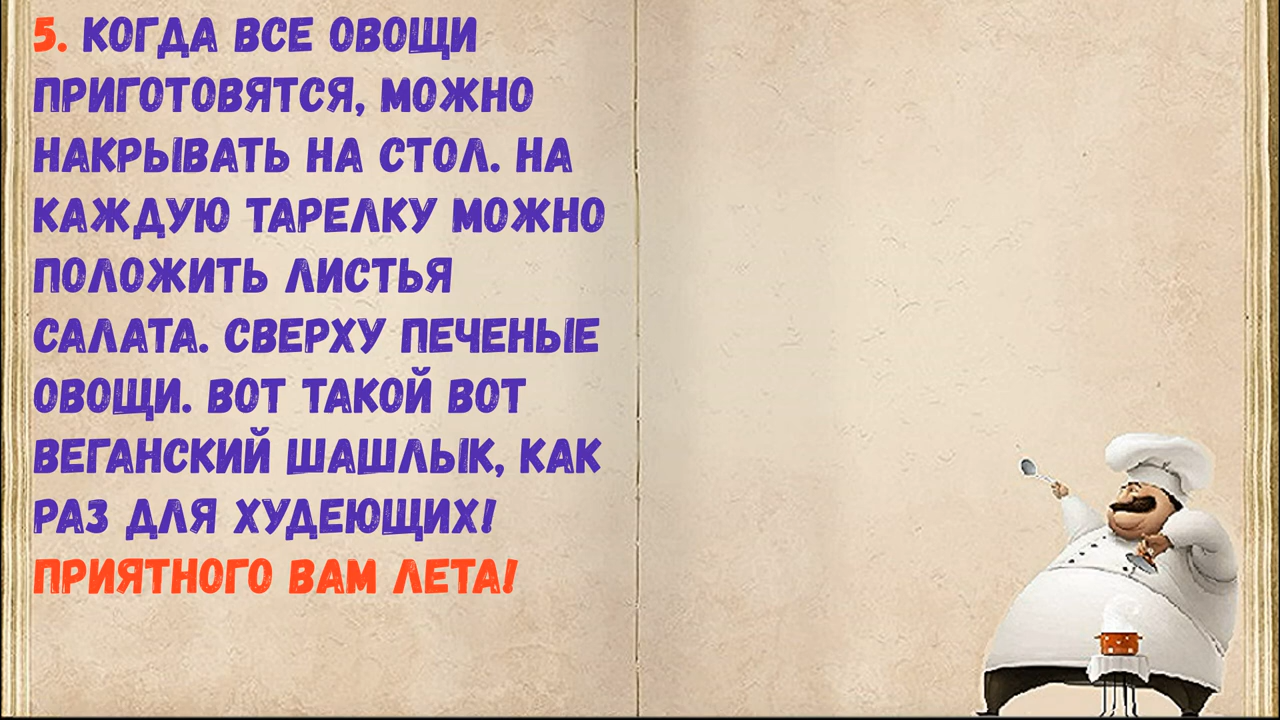 5. КОГДА ВСЕ ОВОЩИ
ПРИГОТОВЯТСЯ, МОЖНО
НАКРЫВАТЬ НА СТОЛ. НА
КАЖДУЮ ТАРЕЛКУ МОЖНО
ПОЛОЖИТЬ ЛИСТЬЯ
САЛАТА. СВЕРХУ ПЕЧЕНЫЕ
ОВОЩИ. ВОТ ТАКОЙ ВОТ
ВЕГАНСКИЙ ШАШЛЫК, КАК
РАЗ ДЛЯ ХУДЕЮЩИХ!
ПРИЯТНОГО ВАМ ЛЕТА!